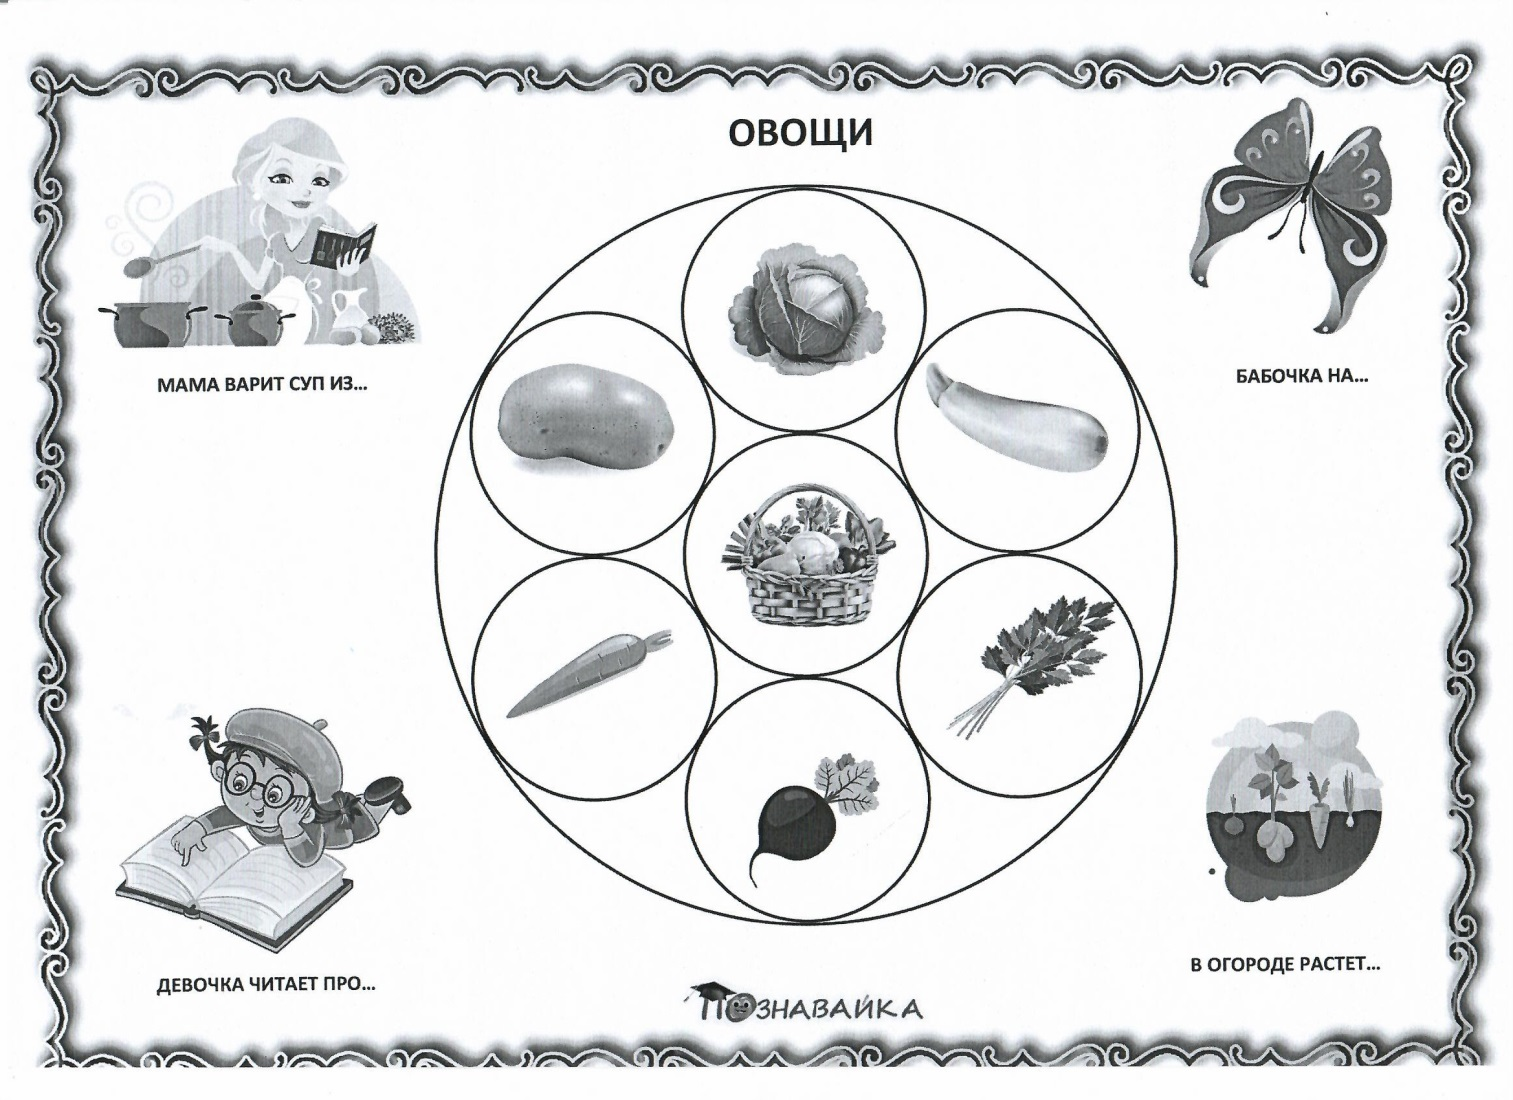 ОВОЩИ
МАМА ВАРИТ СУП ИЗ...
БАБОЧКА НА...
ДЕВОЧКА ЧИТАЕТ ПРО...
В ОГОРОДЕ РАСТЕТ...
ПОЗНАВАЙКА